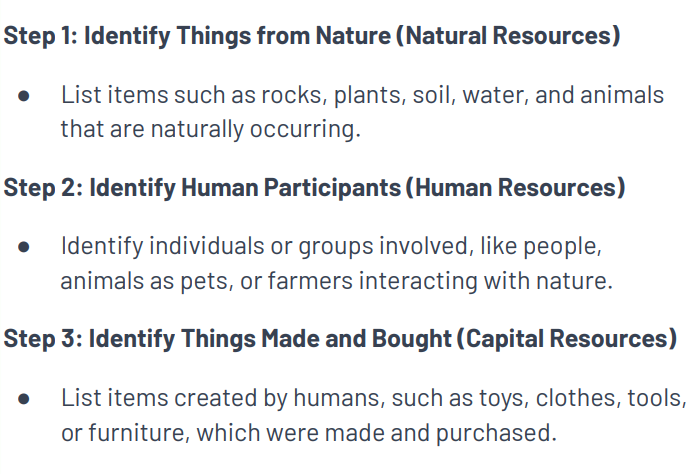 Step 1: Identify Things from Nature (Natural Resources)
● List items such as rocks, plants, soil, water, and animals
that are naturally occurring.
Step 2: Identify Human Participants (Human Resources)
● Identify individuals or groups involved, like people,
animals as pets, or farmers interacting with nature.
Step 3: Identify Things Made and Bought (Capital Resources)
● List items created by humans, such as toys, clothes, tools,
or furniture, which were made and purchased.